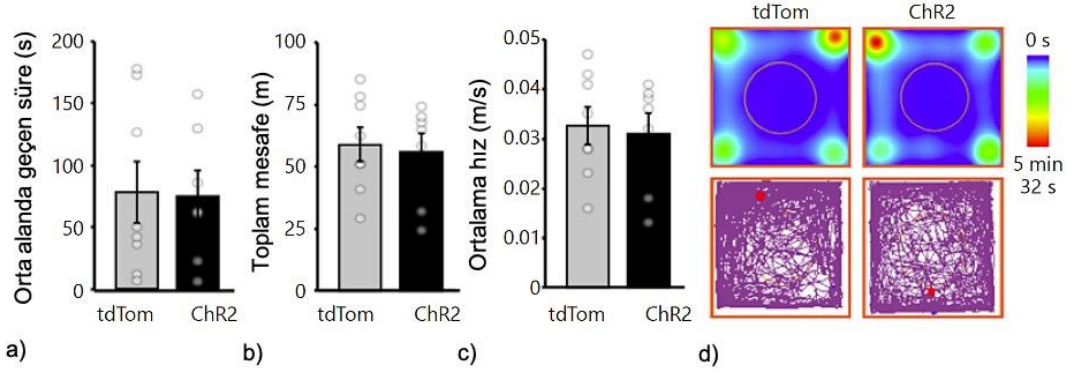 Orta alanda geçen süre (s)
200
150
100
50
0
tdTom
ChR2
a)
Toplam mesafe (m)
100
75
50
25
0
tdTom
ChR2
b)
Ortalama hız (m/s)
0.05
0.04
0.03
0.02
0.01
0
tdTom
ChR2
c)
tdTom
ChR2
0 s
5 min
32 s
d)